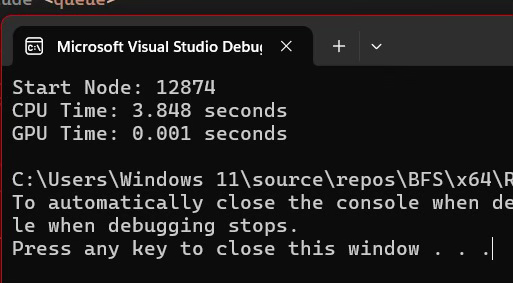 <queue>
Microsoft Visual Studio Debu
Start Node: 12874
CPU Time: 3.848 seconds
GPU Time: 0.001 seconds
C:\Users\Windows 11\source\repos\BFS\x64\R
To automatically close the console when de
le when debugging stops.
Press any key to close this window . . .